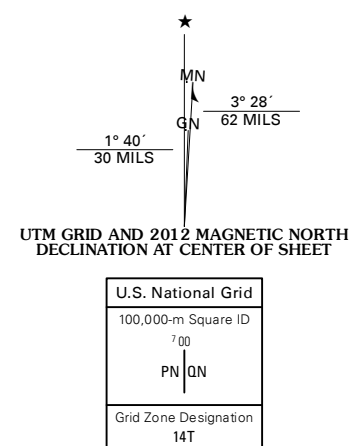 ★
MN
3° 28´
62 MILS
GN
1° 40´
30 MILS
UTM GRID AND 2012 MAGNETIC NORTH
DECLINATION AT CENTER OF SHEET
U.S. National Grid
100,000-m Square ID
⁷00
PN QN
Grid Zone Designation
14T